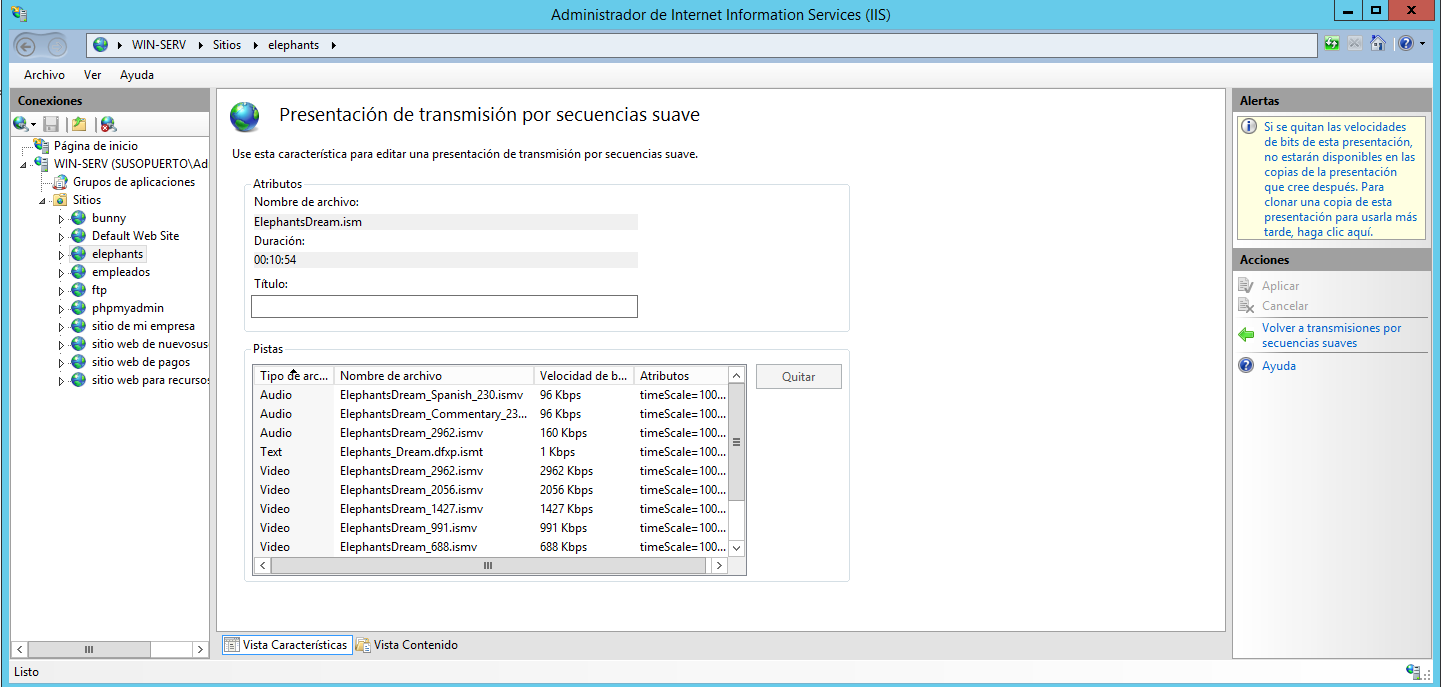 Administrador de Internet Information Services (IIS)
WIN-SERV Sitios elephants
Archivo Ver Ayuda
Conexiones
Página de inicio
WIN-SERV (SUSOPUERTO\Ad
Grupos de aplicaciones
Sitios
bunny
Default Web Site
elephants
empleados
ftp
phpmyadmin
sitio de mi empresa
sitio web de nuevosus
sitio web de pagos
sitio web para recursos
Presentación de transmisión por secuencias suave
Use esta característica para editar una presentación de transmisión por secuencias suave.
Atributos
Nombre de archivo:
ElephantsDream.ism
Duración:
00:10:54
Título:
Pistas
Tipo de arc... Nombre de archivo Velocidad de b... Atributos
Audio ElephantsDream_Spanish_230.ismv 96 Kbps timeScale=100...
Audio ElephantsDream_Commentary_23... 96 Kbps timeScale=100...
Audio ElephantsDream_2962.ismv 160 Kbps timeScale=100...
Text Elephants_Dream.dfxp.ismt 1 Kbps timeScale=100...
Video ElephantsDream_2962.ismv 2962 Kbps timeScale=100...
Video ElephantsDream_2056.ismv 2056 Kbps timeScale=100...
Video ElephantsDream_1427.ismv 1427 Kbps timeScale=100...
Video ElephantsDream_991.ismv 991 Kbps timeScale=100...
Video ElephantsDream_688.ismv 688 Kbps timeScale=100...
Quitar
Vista Características Vista Contenido
Alertas
Si se quitan las velocidades
de bits de esta presentación,
no estarán disponibles en las
copias de la presentación
que cree después. Para
clonar una copia de esta
presentación para usarla más
tarde, haga clic aquí.
Acciones
Aplicar
Cancelar
Volver a transmisiones por
secuencias suaves
Ayuda
Listo